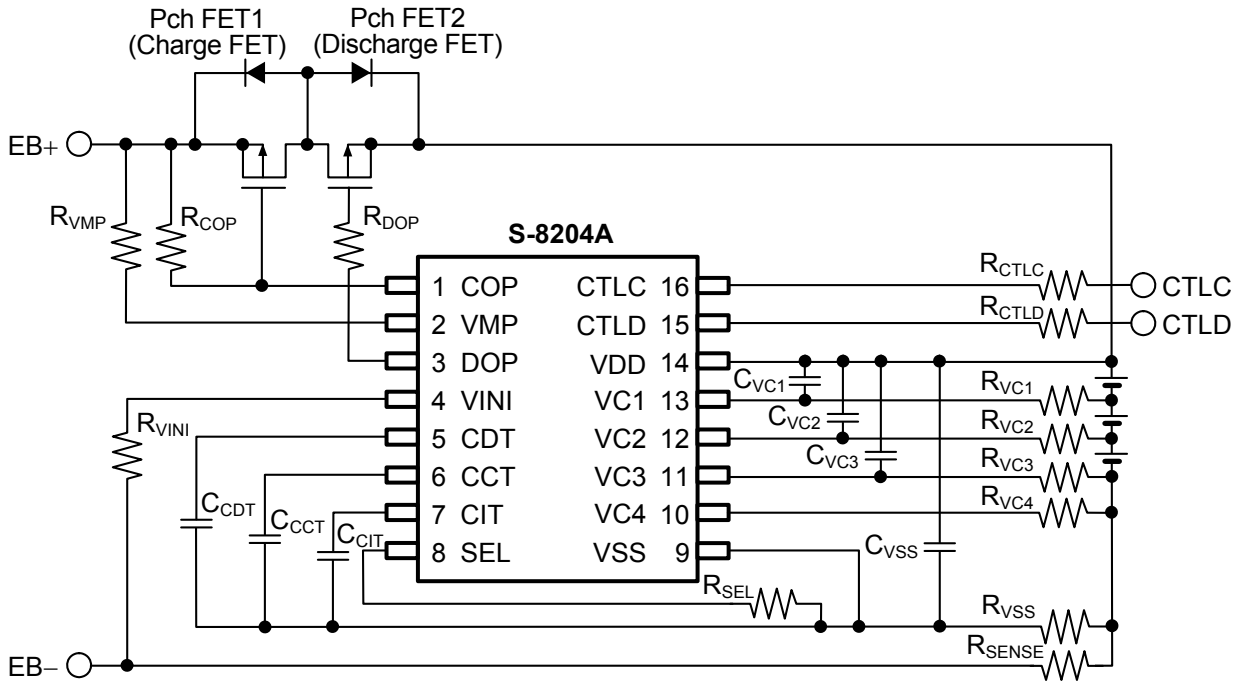 Pch FET1
(Charge FET)
Pch FET2
(Discharge FET)
EB+
RVMP
RCOP
RDOP
S-8204A
1 COP
2 VMP
3 DOP
4 VINI
5 CDT
6 CCT
7 CIT
8 SEL
CTLC 16
CTLD 15
VDD 14
VC1 13
VC2 12
VC3 11
VC4 10
VSS 9
RCTLC
CTLC
RCTLD
CTLD
CVC1
CVC2
CVC3
RVC1
RVC2
RVC3
RVC4
RVINI
CCDT
CCCT
CCIT
CVSS
RSEL
RVSS
RSENSE
EB−